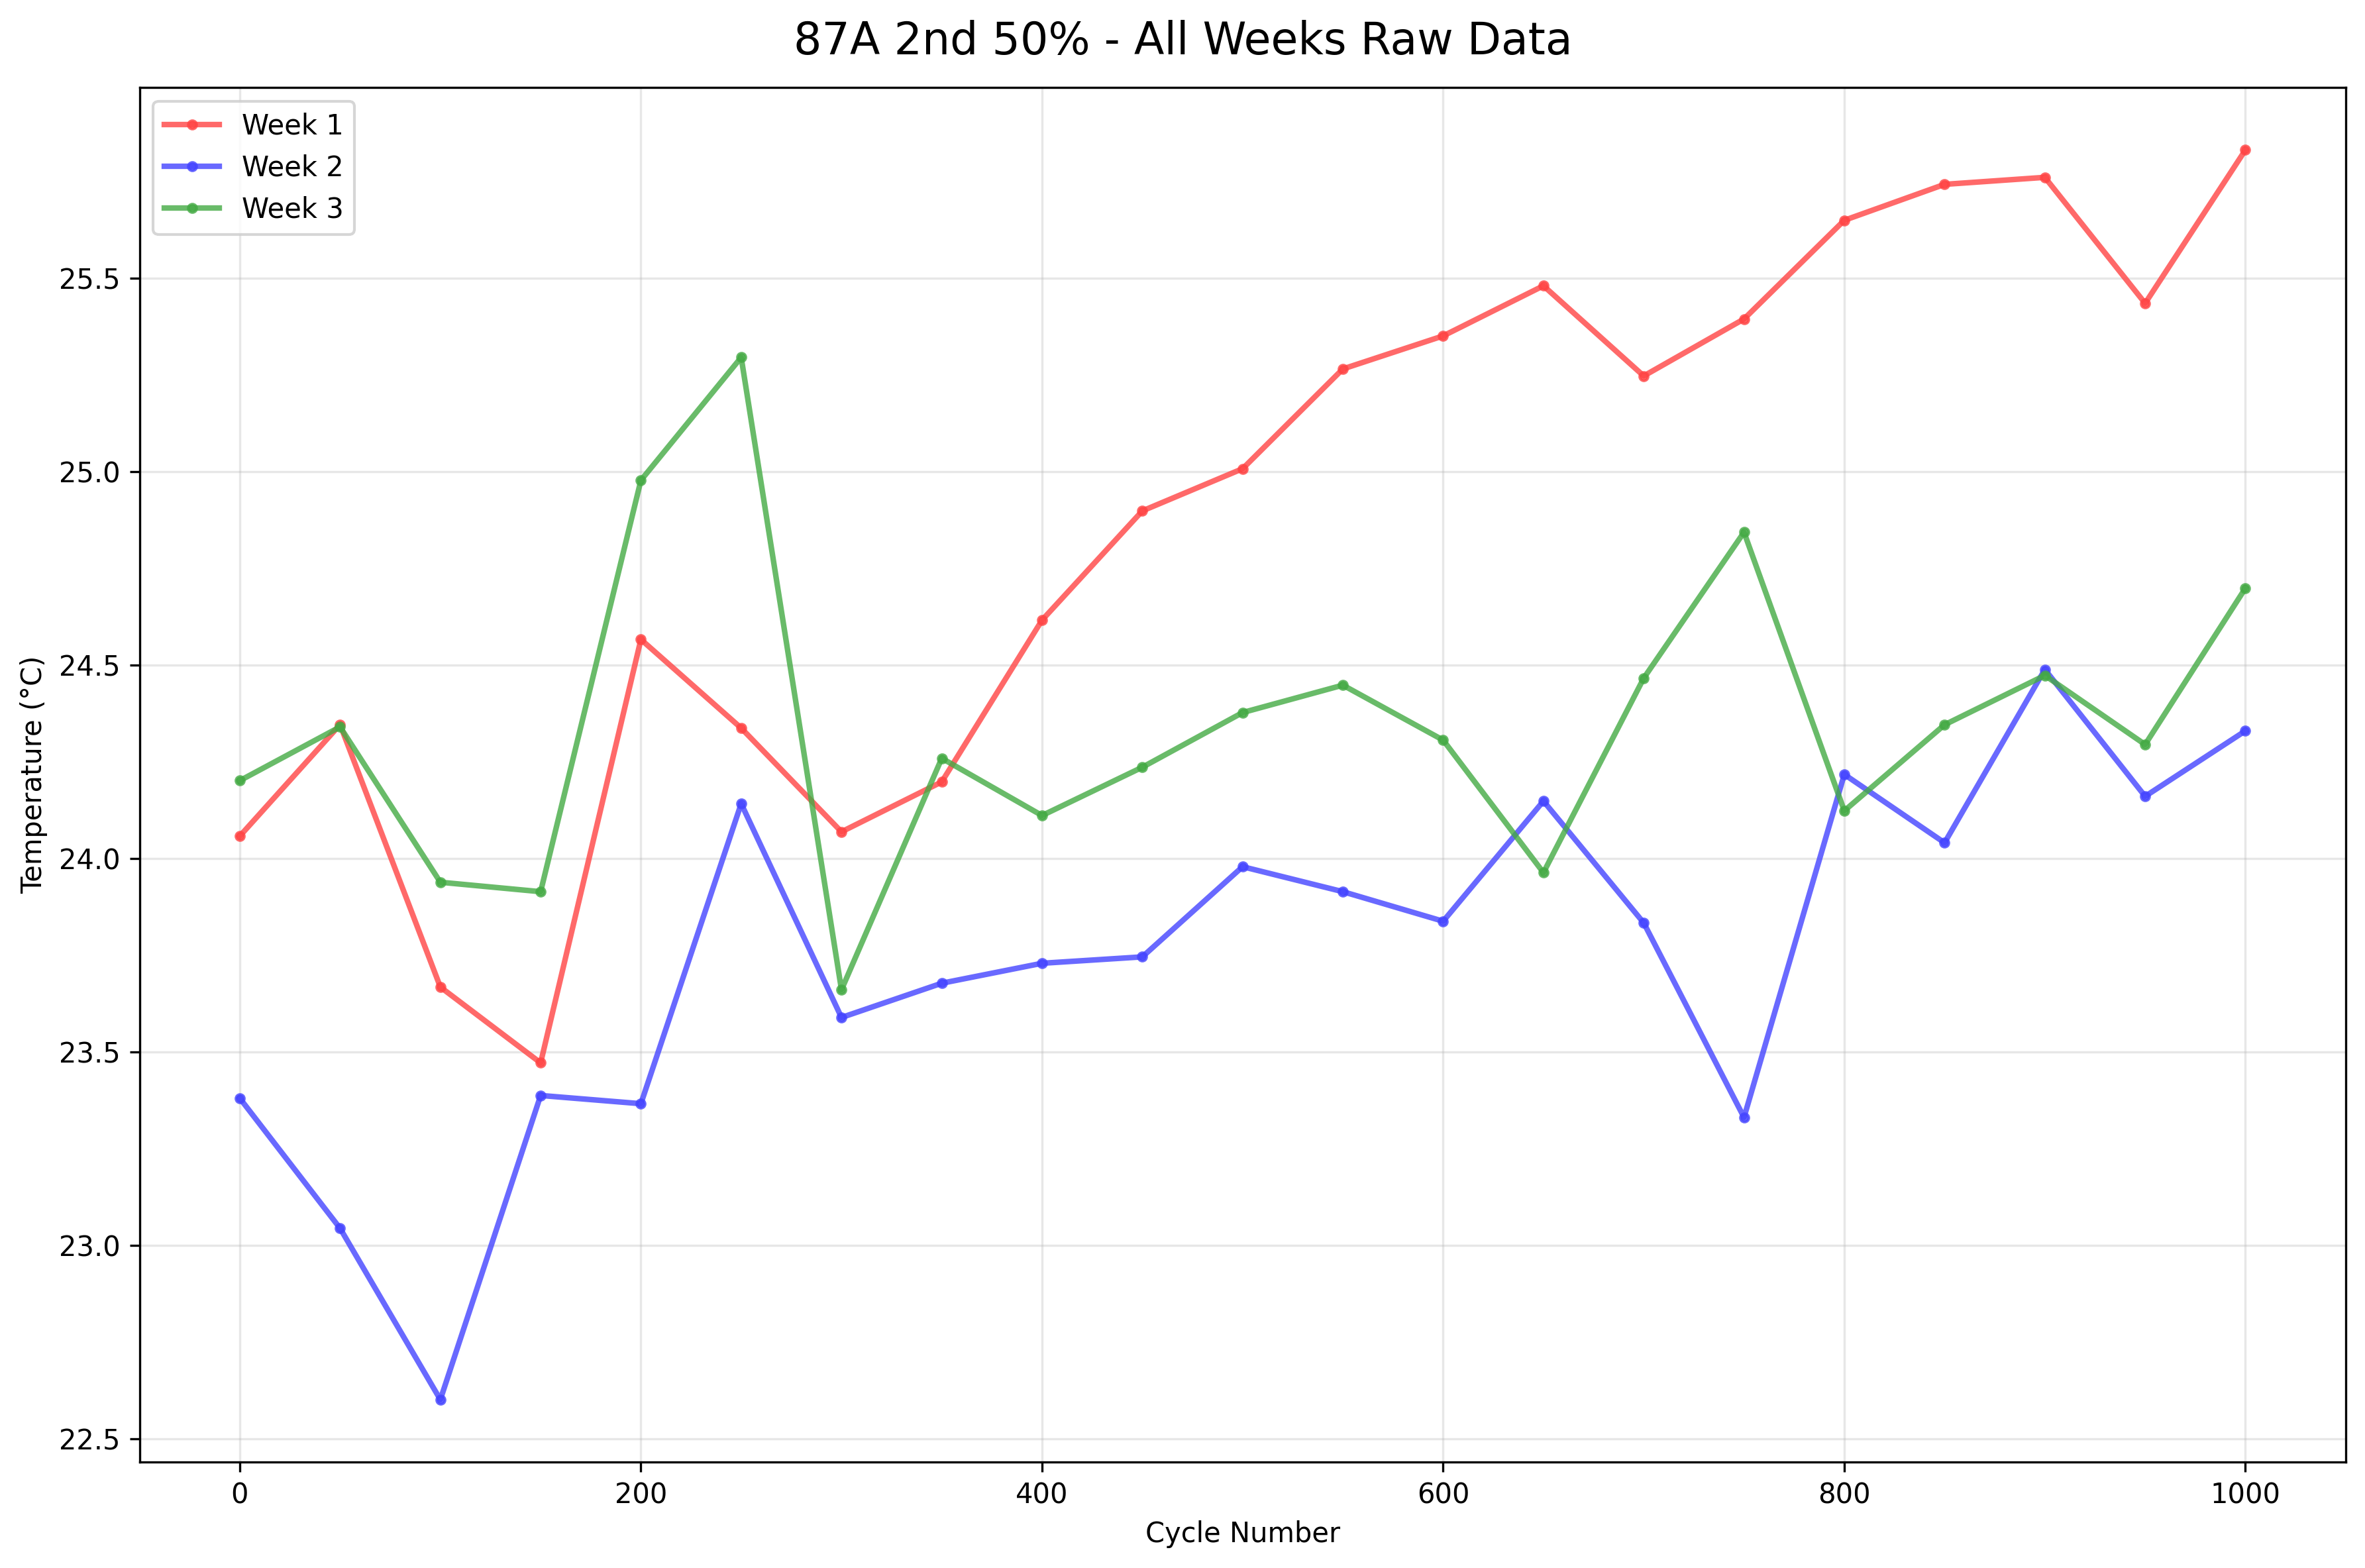 87A 2nd 50% - All Weeks Raw Data
Week 1
Week 2
Week 3
Temperature (°C)
25.5
25.0
24.5
24.0
23.5
23.0
22.5
0 200 400 600 800 1000
Cycle Number